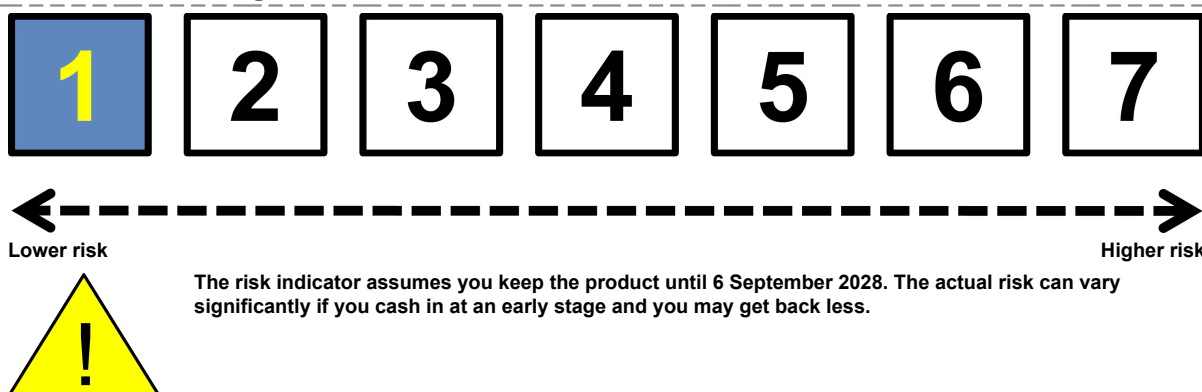 1 2 3 4 5 6 7
Lower risk Higher risk
The risk indicator assumes you keep the product until 6 September 2028. The actual risk can vary
significantly if you cash in at an early stage and you may get back less.
!